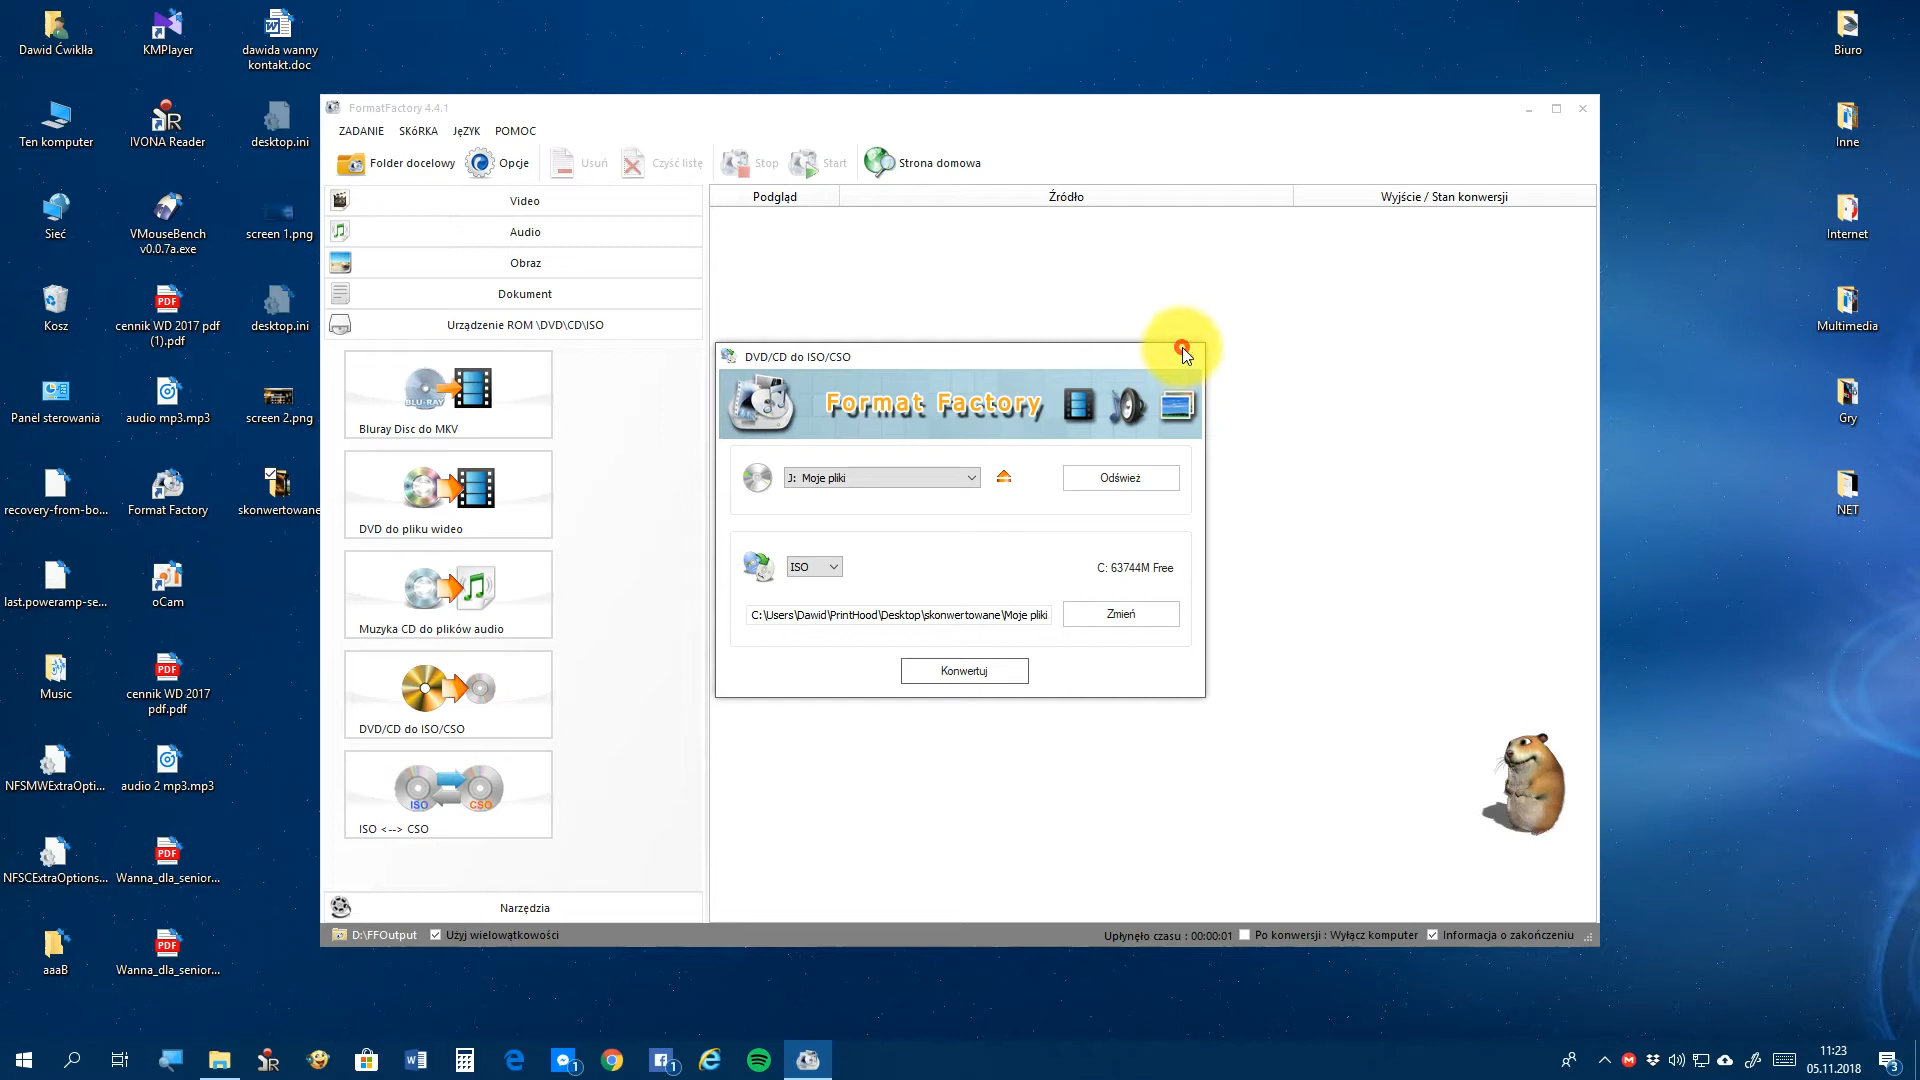 Dawid Ćwikłła
KMPlayer
dawida wanny
kontakt.doc
Biuro
Ten komputer
IVONA Reader
desktop.ini
Inne
Sieć
VMouseBench
v0.0.7a.exe
screen 1.png
Internet
Kosz
cennik WD 2017 pdf
(1).pdf
desktop.ini
Multimedia
Panel sterowania
audio mp3.mp3
screen 2.png
Gry
recovery-from-bo...
Format Factory
skonwertowane
NET
last.poweramp-se...
oCam
Music
cennik WD 2017
pdf.pdf
NFSMWExtraOpti...
audio 2 mp3.mp3
NFSCExtraOptions...
Wanna_dla_senior...
aaaB
Wanna_dla_senior...
FormatFactory 4.4.1
ZADANIE SKóRKA JęZYK POMOC
Folder docelowy Opcje Usuń Czyść listę Stop Start Strona domowa
Video
Audio
Obraz
Dokument
Urządzenie ROM \DVD\CD\ISO
BLU-RAY
Bluray Disc do MKV
DVD do pliku wideo
Muzyka CD do plików audio
DVD/CD do ISO/CSO
ISO CSO
ISO <--> CSO
Narzędzia
Podgląd Źródło Wyjście / Stan konwersji
DVD/CD do ISO/CSO
Format Factory
J: Moje pliki
Odśwież
ISO
C: 63744M Free
C:\Users\Dawid\PrintHood\Desktop\skonwertowane\Moje pliki
Zmień
Konwertuj
D:\FFOutput Użyj wielowątkowości Upłynęło czasu : 00:00:01 Po konwersji : Wyłącz komputer Informacja o zakończeniu
11:23
05.11.2018